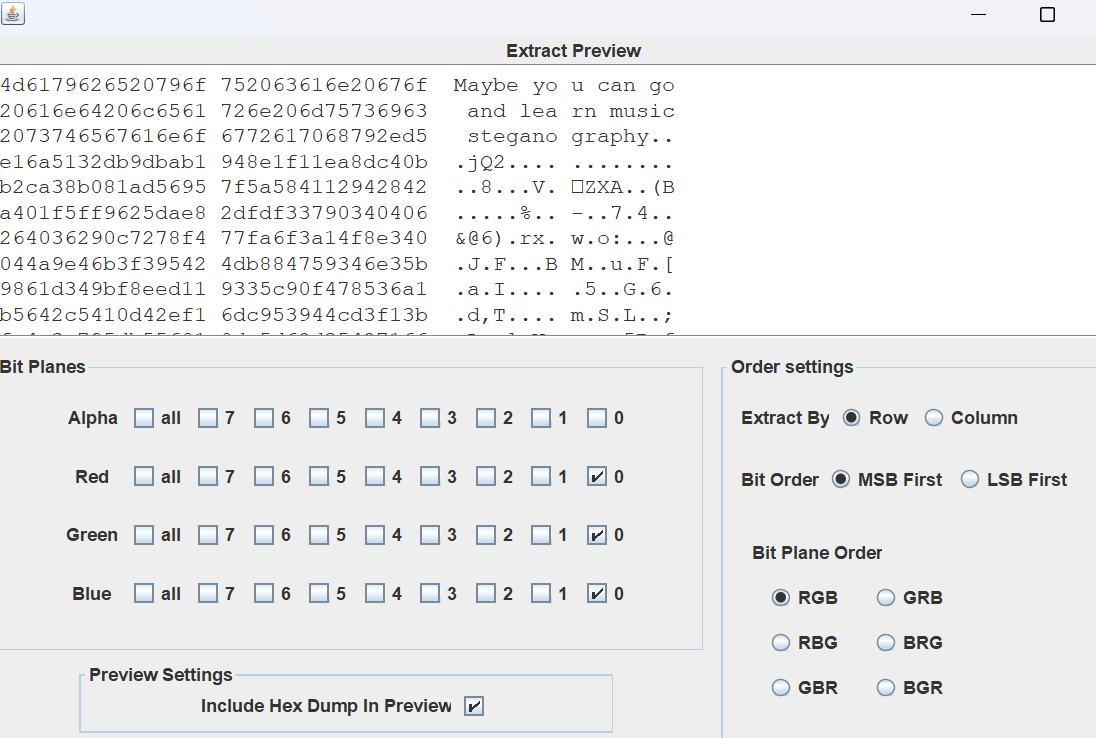 Extract Preview
4d6179626520796f 752063616e20676f Maybe yo u can go
20616e64206c6561 726e206d75736963 and lea rn music
2073746567616e6f 6772617068792ed5 stegano graphy..
e16a5132db9dbab1 948e1f11ea8dc40b .jQ2.... ........
b2ca38b081ad5695 7f5a584112942842 ..8...V. □ZXA..(B
a401f5ff9625dae8 2dfdf33790340406 .....%.. -..7.4..
264036290c7278f4 77fa6f3a14f8e340 &@6).rx. w.o:...@
044a9e46b3f39542 4db884759346e35b .J.F...B M..u.F.[
9861d349bf8eed11 9335c90f478536a1 .a.I.... .5..G.6.
b5642c5410d42ef1 6dc953944cd3f13b .d,T.... m.S.L..;
Bit Planes
Alpha all 7 6 5 4 3 2 1 0
Red all 7 6 5 4 3 2 1 0
Green all 7 6 5 4 3 2 1 0
Blue all 7 6 5 4 3 2 1 0
Preview Settings
Include Hex Dump In Preview
Order settings
Extract By Row Column
Bit Order MSB First LSB First
Bit Plane Order
RGB GRB
RBG BRG
GBR BGR